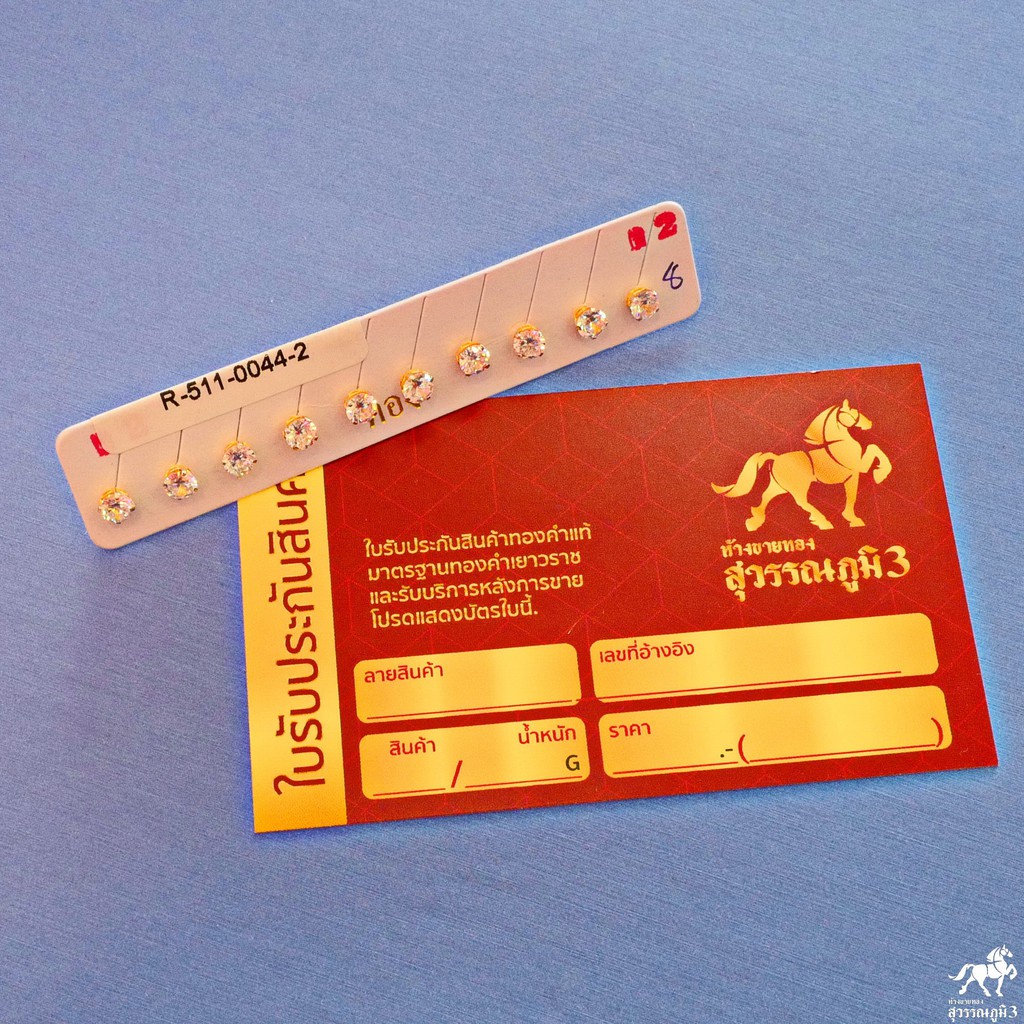 1/2
8
R-511-0044-2
1
ทอง
ใบรับประกันสินค
ใบรับประกันสินค้าทองคำแท้
มาตรฐานทองคำเยาวราช
และรับบริการหลังการขาย
โปรดแสดงบัตรใบนี้.
ห้างขายทอง
สุวรรณภูมิ 3
ลายสินค้า
เลขที่อ้างอิง
สินค้า / น้ำหนัก G
ราคา .-( )
ห้างขายทอง
สุวรรณภูมิ 3